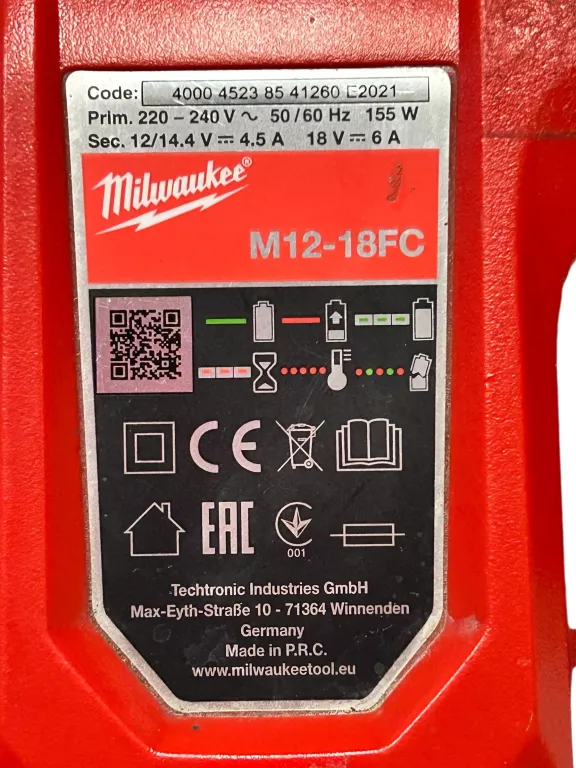 Code: 4000 4523 85 41260 E2021
Prim. 220 – 240 V ~ 50/60 Hz 155 W
Sec. 12/14.4 V ⎓ 4.5 A 18 V ⎓ 6 A
Milwaukee®
M12-18FC
CE
EAC
001
Techtronic Industries GmbH
Max-Eyth-Straße 10 - 71364 Winnenden
Germany
Made in P.R.C.
www.milwaukeetool.eu